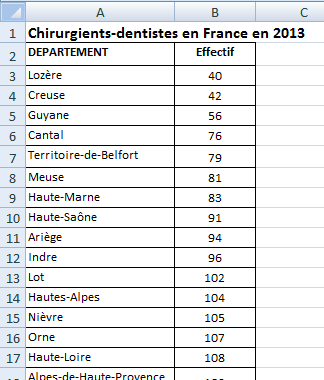 A B C
1 Chirurgients-dentistes en France en 2013
2 DEPARTEMENT Effectif
3 Lozère 40
4 Creuse 42
5 Guyane 56
6 Cantal 76
7 Territoire-de-Belfort 79
8 Meuse 81
9 Haute-Marne 83
10 Haute-Saône 91
11 Ariège 94
12 Indre 96
13 Lot 102
14 Hautes-Alpes 104
15 Nièvre 105
16 Orne 107
17 Haute-Loire 108
Alpes-de-Haute-Provence